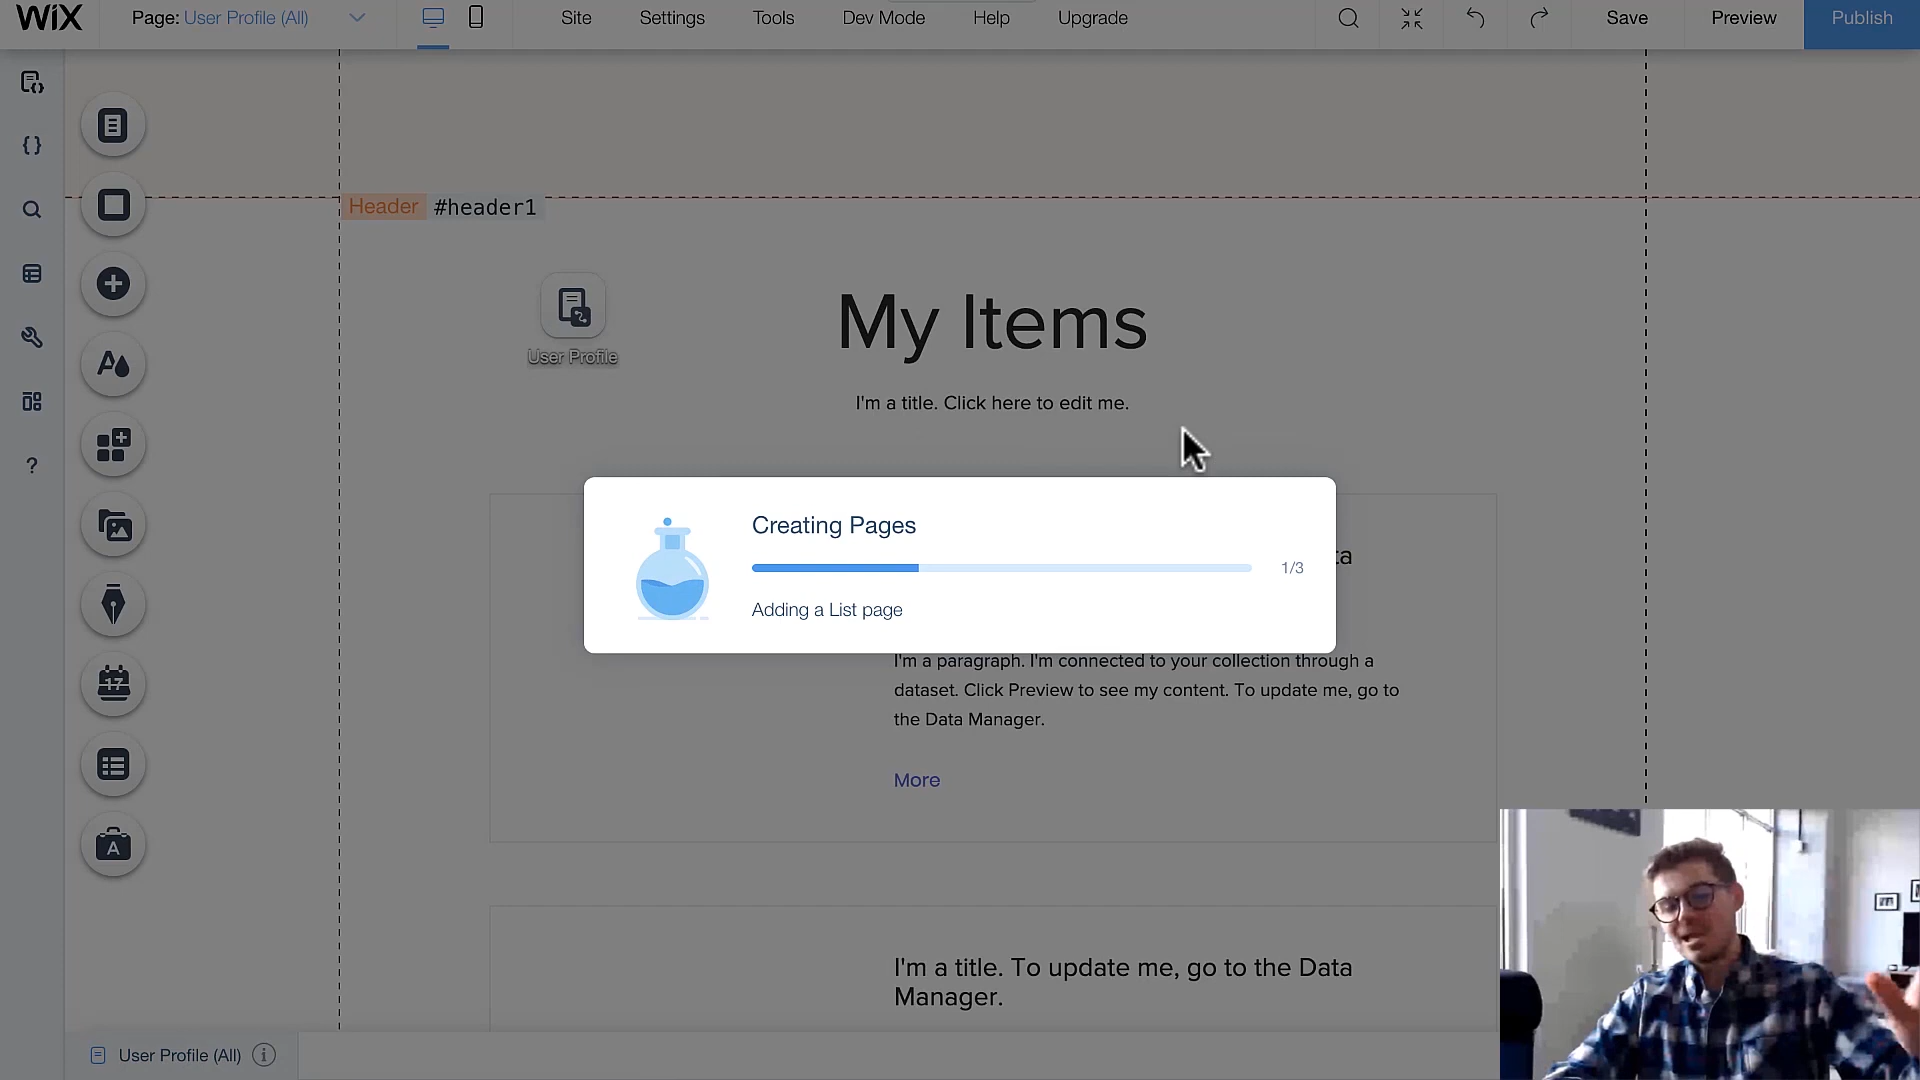 WiX
Page: User Profile (All)
Site
Settings
Tools
Dev Mode
Help
Upgrade
Save
Preview
Publish
Header #header1
User Profile
My Items
I'm a title. Click here to edit me.
Creating Pages
1/3
Adding a List page
ta
I'm a paragraph. I'm connected to your collection through a
dataset. Click Preview to see my content. To update me, go to
the Data Manager.
More
I'm a title. To update me, go to the Data
Manager.
17
A
?
User Profile (All)